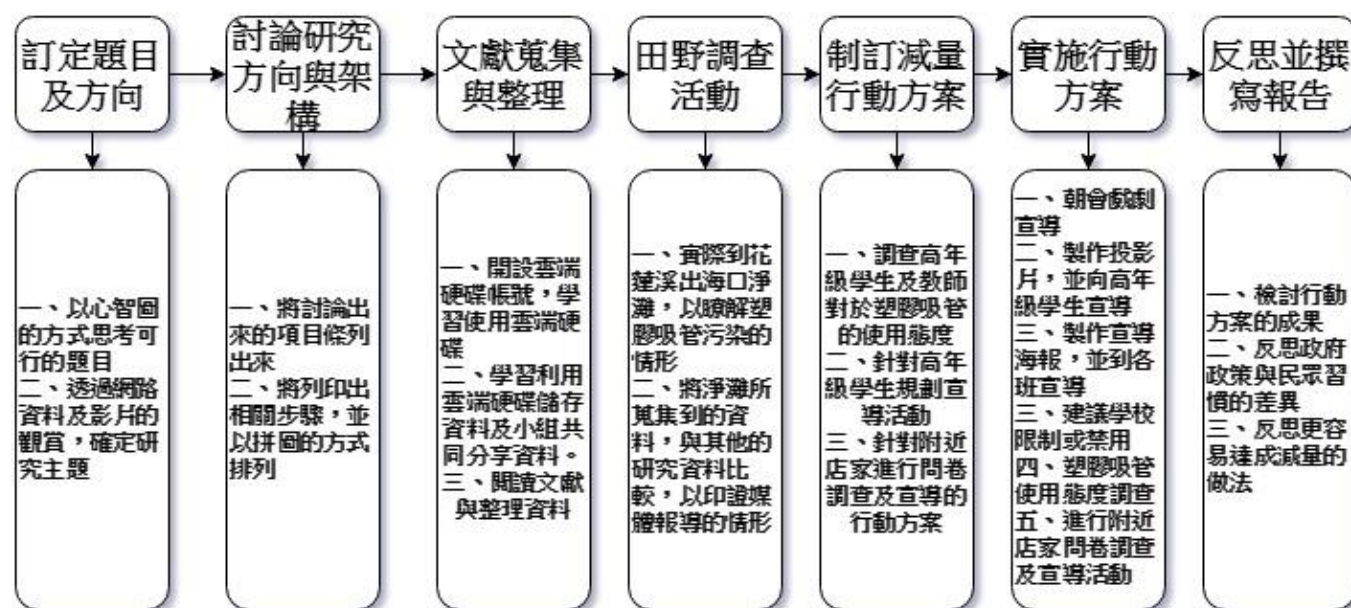 訂定題目
及方向
討論研究
方向與架
構
文獻蒐集
與整理
田野調查
活動
制訂減量
行動方案
實施行動
方案
反思並撰
寫報告
一、以心智圖
的方式思考可
行的題目
二、透過網路
資料及影片的
觀賞，確定研
究主題
一、將討論出
來的項目條列
出來
二、將列印出
相關步驟，並
以拼圖的方式
排列
一、開設雲端
硬碟帳號，學
習使用雲端硬
碟
二、學習利用
雲端硬碟儲存
資料及小組共
同分享資料。
三、閱讀文獻
與整理資料
一、實際到花
蓮溪出海口淨
灘，以瞭解塑
膠吸管污染的
情形
二、將淨灘所
蒐集到的資
料，與其他的
研究資料比
較，以印證媒
體報導的情形
一、調查高年
級學生及教師
對於塑膠吸管
的使用態度
二、針對高年
級學生規劃宣
導活動
三、針對附近
店家進行問卷
調查及宣導的
行動方案
一、朝會戲劇
宣導
二、製作投影
片，並向高年
級學生宣導
三、製作宣導
海報，並到各
班宣導
三、建議學校
限制或禁用
四、塑膠吸管
使用態度調查
五、進行附近
店家問卷調查
及宣導活動
一、檢討行動
方案的成果
二、反思政府
政策與民眾習
慣的差異
三、反思更容
易達成減量的
做法